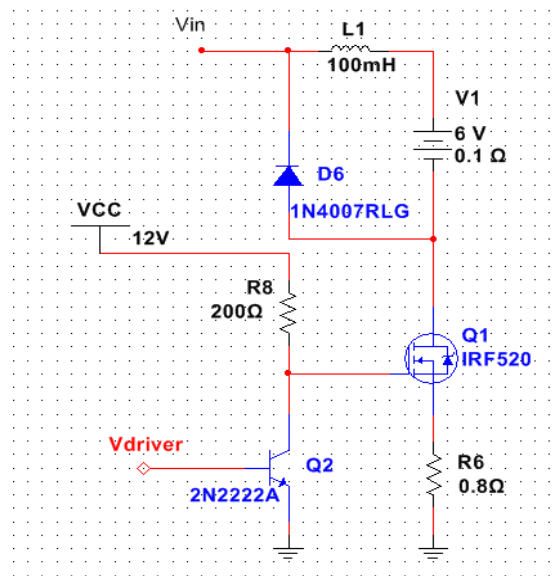 Vin
L1
100mH
V1
6 V
0.1 Ω
D6
1N4007RLG
VCC
12V
R8
200Ω
Q1
IRF520
Vdriver
Q2
2N2222A
R6
0.8Ω